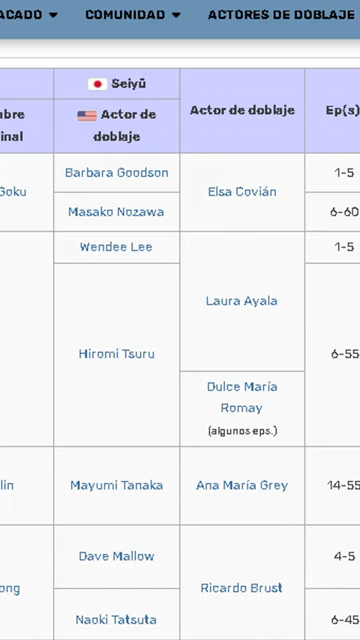 ACADO COMUNIDAD ACTORES DE DOBLAJE
Seiyū
bre
inal
Actor de
doblaje
Actor de doblaje
Ep(s)
Goku
Barbara Goodson
Masako Nozawa
Elsa Covián
1-5
6-60
Wendee Lee
Hiromi Tsuru
Laura Ayala
Dulce María
Romay
(algunos eps.)
1-5
6-55
lin
Mayumi Tanaka
Ana María Grey
14-55
ong
Dave Mallow
Naoki Tatsuta
Ricardo Brust
4-5
6-45